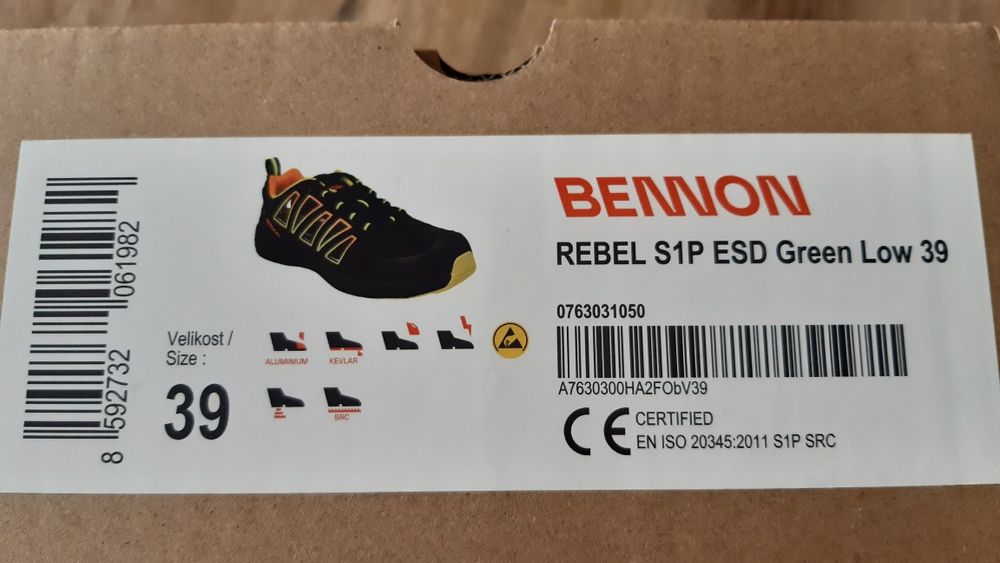 8 592732 061982
Velikost /
Size :
39
ALUMINIUM
KEVLAR
SRC
BENNON
REBEL S1P ESD Green Low 39
0763031050
A7630300HA2FObV39
CE CERTIFIED
EN ISO 20345:2011 S1P SRC